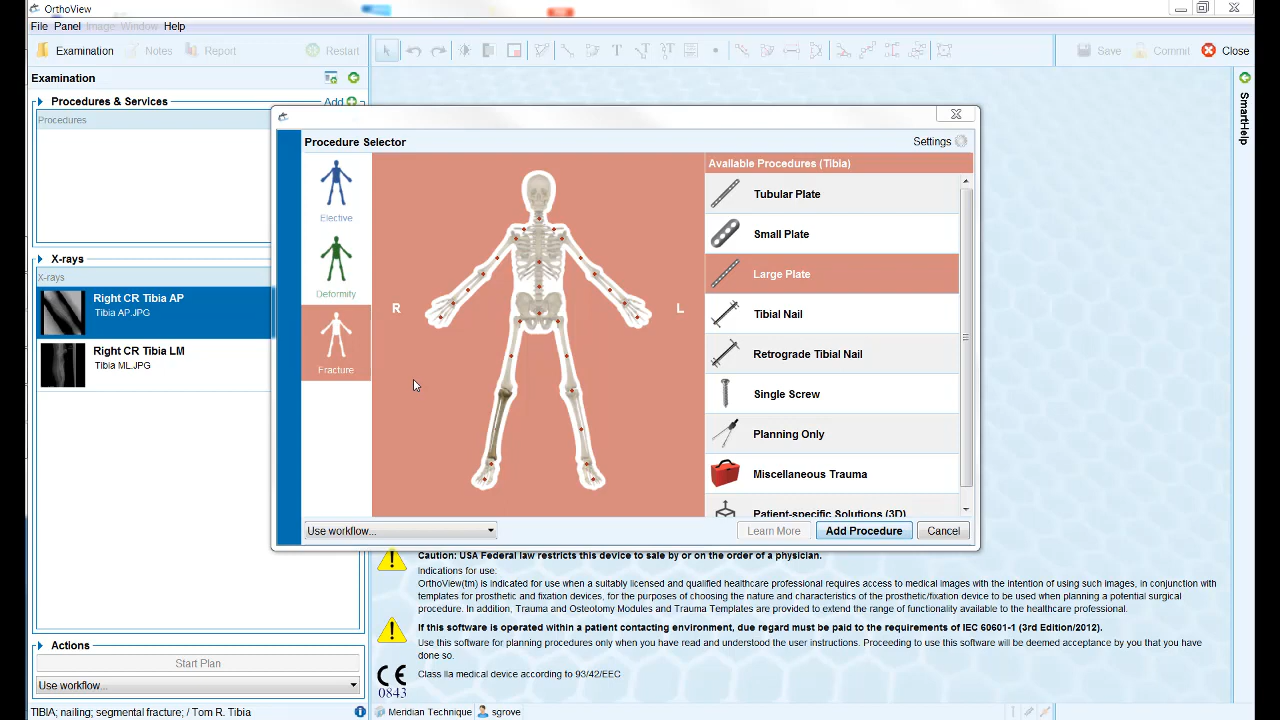 OrthoView
File Panel Image Window Help
Examination Notes Report Restart Save Commit Close
Examination
Procedures & Services Add
Procedures
X-rays
X-rays
Right CR Tibia AP
Tibia AP.JPG
Right CR Tibia LM
Tibia ML.JPG
Actions
Start Plan
Use workflow...
TIBIA; nailing; segmental fracture; / Tom R. Tibia
Procedure Selector Settings
Elective
Deformity
Fracture
R L
Available Procedures (Tibia)
Tubular Plate
Small Plate
Large Plate
Tibial Nail
Retrograde Tibial Nail
Single Screw
Planning Only
Miscellaneous Trauma
Patient-specific Solutions (3D)
Use workflow... Learn More Add Procedure Cancel
SmartHelp
Caution: USA Federal law restricts this device to sale by or on the order of a physician.
Indications for use:
OrthoView(tm) is indicated for use when a suitably licensed and qualified healthcare professional requires access to medical images with the intention of using such images, in conjunction with
templates for prosthetic and fixation devices, for the purposes of choosing the nature and characteristics of the prosthetic/fixation device to be used when planning a potential surgical
procedure. In addition, Trauma and Osteotomy Modules and Trauma Templates are provided to extend the range of functionality available to the healthcare professional.
If this software is operated within a patient contacting environment, due regard must be paid to the requirements of IEC 60601-1 (3rd Edition/2012).
Use this software for planning procedures only when you have read and understood the user instructions. Proceeding to use this software will be deemed acceptance by you that you have
done so.
CE Class IIa medical device according to 93/42/EEC
0843
Meridian Technique sgrove